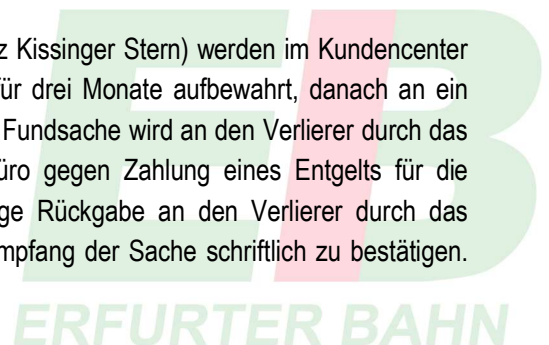 z Kissinger Stern) werden im Kundencenter
für drei Monate aufbewahrt, danach an ein
Fundsache wird an den Verlierer durch das
üro gegen Zahlung eines Entgelts für die
ge Rückgabe an den Verlierer durch das
mpfang der Sache schriftlich zu bestätigen.
EIB
ERFURTER BAHN